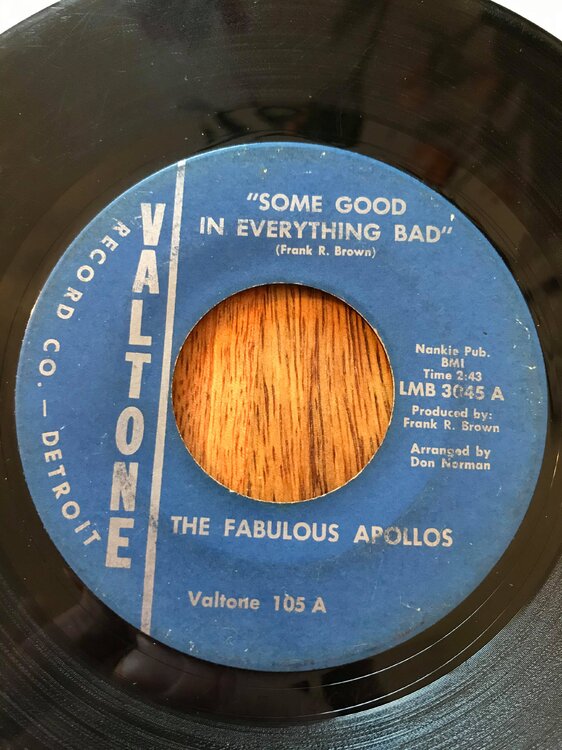 "SOME GOOD
IN EVERYTHING BAD"
(Frank R. Brown)
VALTONE
RECORD CO. — DETROIT
Nankie Pub.
BMI
Time 2:43
LMB 3045 A
Produced by:
Frank R. Brown
Arranged by
Don Norman
THE FABULOUS APOLLOS
Valtone 105 A